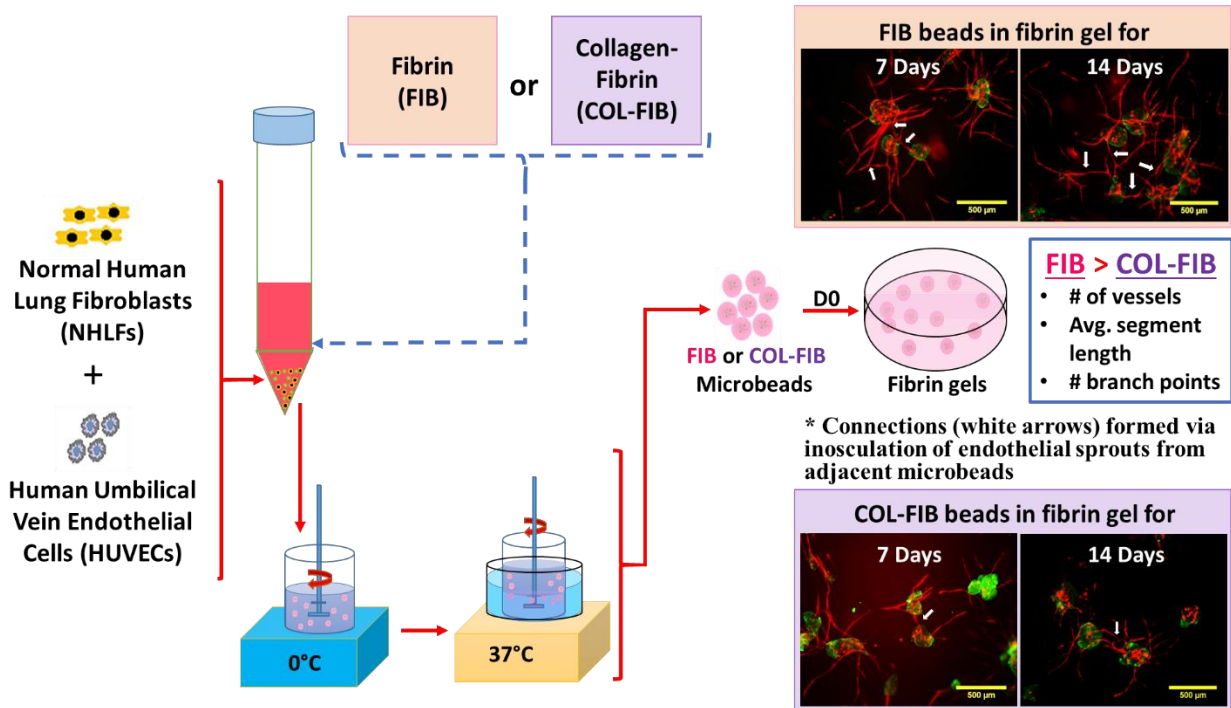 Fibrin
(FIB)
or
Collagen-
Fibrin
(COL-FIB)
Normal Human
Lung Fibroblasts
(NHLFs)
+
Human Umbilical
Vein Endothelial
Cells (HUVECs)
0°C
37°C
FIB or COL-FIB
Microbeads
D0
Fibrin gels
FIB beads in fibrin gel for
7 Days
500 µm
14 Days
500 µm
FIB > COL-FIB
• # of vessels
• Avg. segment
length
• # branch points
* Connections (white arrows) formed via
inosculation of endothelial sprouts from
adjacent microbeads
COL-FIB beads in fibrin gel for
7 Days
500 µm
14 Days
500 µm